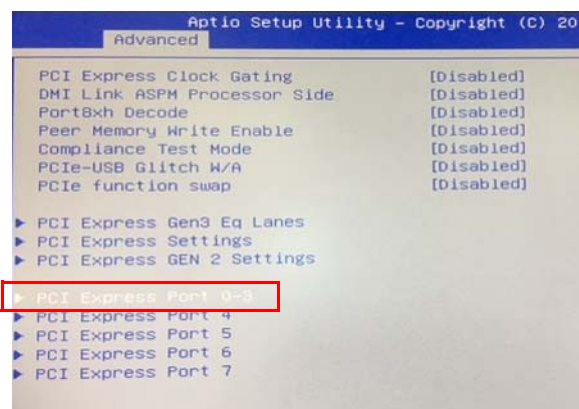 Aptio Setup Utility – Copyright (C) 20
Advanced
PCI Express Clock Gating [Disabled]
DMI Link ASPM Processor Side [Disabled]
Port8xh Decode [Disabled]
Peer Memory Write Enable [Disabled]
Compliance Test Mode [Disabled]
PCIe-USB Glitch W/A [Disabled]
PCIe function swap [Disabled]
PCI Express Gen3 Eq Lanes
PCI Express Settings
PCI Express GEN 2 Settings
PCI Express Port 0-3
PCI Express Port 4
PCI Express Port 5
PCI Express Port 6
PCI Express Port 7